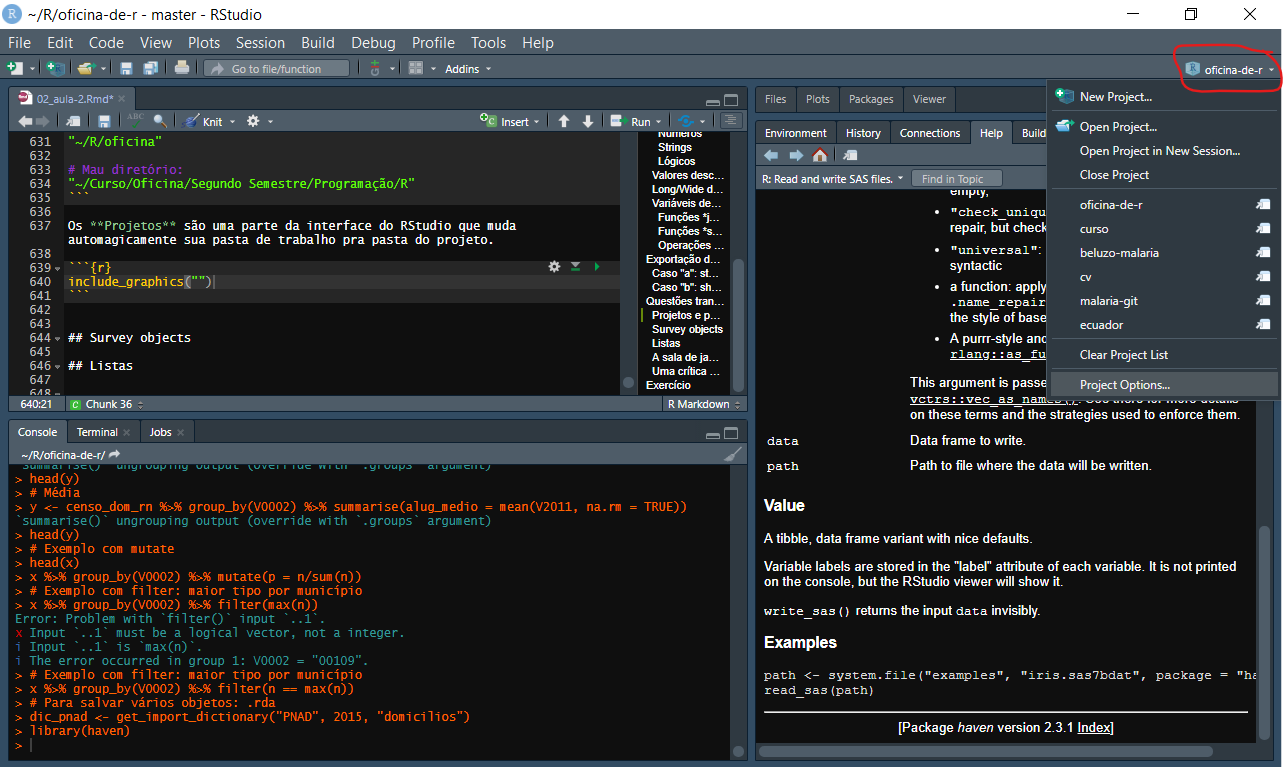 ~/R/oficina-de-r - master - RStudio
File Edit Code View Plots Session Build Debug Profile Tools Help
Go to file/function
Addins
oficina-de-r
02_aula-2.Rmd*
ABC
Knit
Insert
Run
631 "~/R/oficina"
632
633 # Mau diretório:
634 "~/Curso/Oficina/Segundo Semestre/Programação/R"
635 ```
636
637 Os **Projetos** são uma parte da interface do RStudio que muda
automagicamente sua pasta de trabalho pra pasta do projeto.
638
639 ```{r}
640 include_graphics("")
641 ```
642
643
644 ## Survey objects
645
646 ## Listas
647
648
Números
Strings
Lógicos
Valores desc...
Long/Wide d...
Variáveis de...
Funções *j...
Funções *s...
Operações ...
Exportação d...
Caso "a": st...
Caso "b": sh...
Questões tran...
Projetos e p...
Survey objects
Listas
A sala de ja...
Uma crítica ...
Exercício
640:21
Chunk 36
R Markdown
Console Terminal Jobs
~/R/oficina-de-r/
`summarise()` ungrouping output (override with `.groups` argument)
> head(y)
> # Média
> y <- censo_dom_rn %>% group_by(V0002) %>% summarise(alug_medio = mean(V2011, na.rm = TRUE))
`summarise()` ungrouping output (override with `.groups` argument)
> head(y)
> # Exemplo com mutate
> head(x)
> x %>% group_by(V0002) %>% mutate(p = n/sum(n))
> # Exemplo com filter: maior tipo por município
> x %>% group_by(V0002) %>% filter(max(n))
Error: Problem with `filter()` input `..1`.
x Input `..1` must be a logical vector, not a integer.
i Input `..1` is `max(n)`.
i The error occurred in group 1: V0002 = "00109".
> # Exemplo com filter: maior tipo por município
> x %>% group_by(V0002) %>% filter(n == max(n))
> # Para salvar vários objetos: .rda
> dic_pnad <- get_import_dictionary("PNAD", 2015, "domicilios")
> library(haven)
>
Files Plots Packages Viewer
Environment History Connections Help Build
R: Read and write SAS files.
Find in Topic
empty,
• "check_uniqu
repair, but check
• "universal":
syntactic
• a function: apply
.name_repair
the style of base
• A purrr-style and
rlang::as_fu
This argument is passe
vctrs::vec_as_names(). See there for more details
on these terms and the strategies used to enforce them.
data Data frame to write.
path Path to file where the data will be written.
Value
A tibble, data frame variant with nice defaults.
Variable labels are stored in the "label" attribute of each variable. It is not printed
on the console, but the RStudio viewer will show it.
write_sas() returns the input data invisibly.
Examples
path <- system.file("examples", "iris.sas7bdat", package = "ha
read_sas(path)
[Package haven version 2.3.1 Index]
New Project...
Open Project...
Open Project in New Session...
Close Project
oficina-de-r
curso
beluzo-malaria
cv
malaria-git
ecuador
Clear Project List
Project Options...